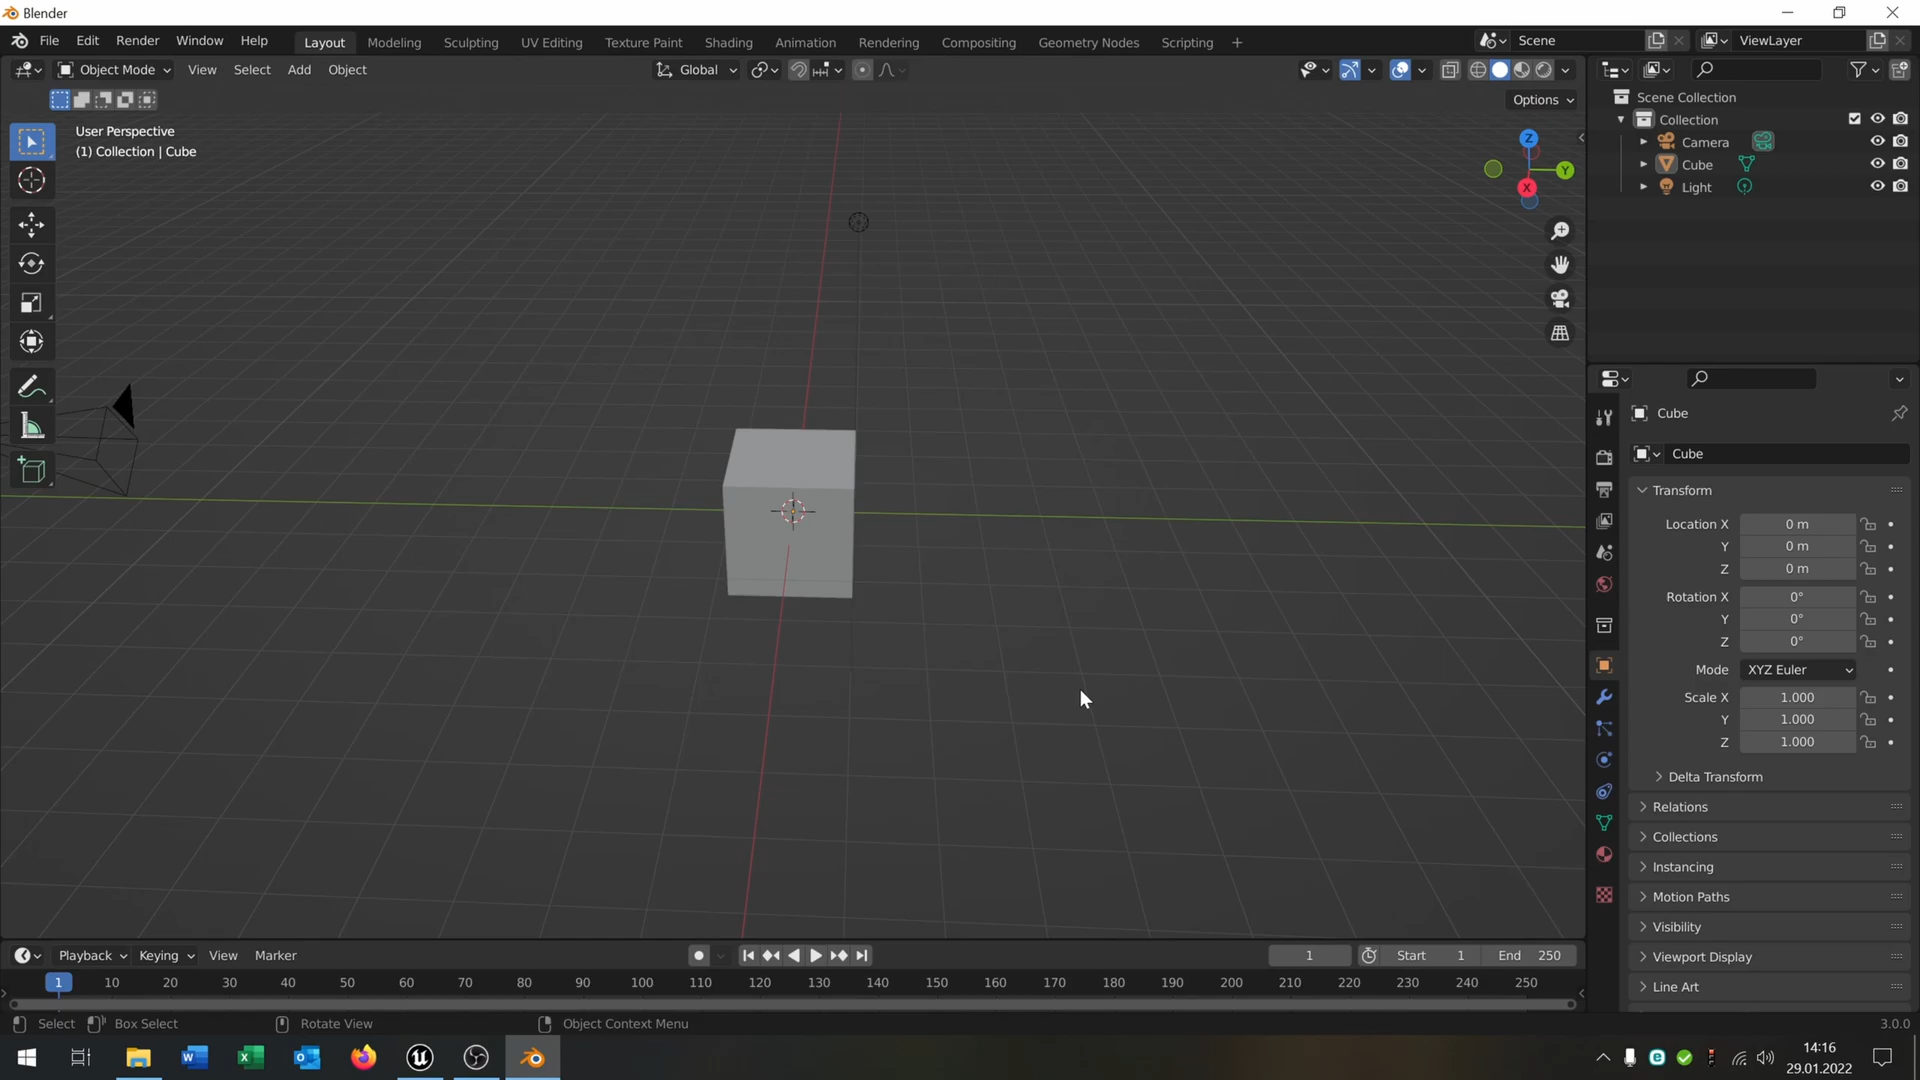 Blender
File Edit Render Window Help Layout Modeling Sculpting UV Editing Texture Paint Shading Animation Rendering Compositing Geometry Nodes Scripting + Scene ViewLayer
Object Mode View Select Add Object Global
Options
User Perspective
(1) Collection | Cube
Z
Y
X
Scene Collection
Collection
Camera
Cube
Light
Cube
Cube
Transform
Location X 0 m
Y 0 m
Z 0 m
Rotation X 0°
Y 0°
Z 0°
Mode XYZ Euler
Scale X 1.000
Y 1.000
Z 1.000
Delta Transform
Relations
Collections
Instancing
Motion Paths
Visibility
Viewport Display
Line Art
Playback Keying View Marker 1 Start 1 End 250
1 10 20 30 40 50 60 70 80 90 100 110 120 130 140 150 160 170 180 190 200 210 220 230 240 250
Select Box Select Rotate View Object Context Menu 3.0.0
14:16
29.01.2022